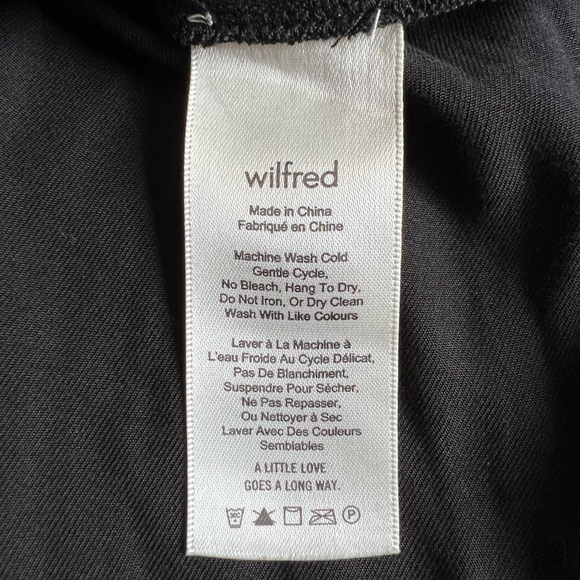 wilfred
Made in China
Fabriqué en Chine
Machine Wash Cold
Gentle Cycle,
No Bleach, Hang To Dry,
Do Not Iron, Or Dry Clean
Wash With Like Colours
Laver à La Machine à
L'eau Froide Au Cycle Délicat,
Pas De Blanchiment,
Suspendre Pour Sécher,
Ne Pas Repasser,
Ou Nettoyer à Sec
Laver Avec Des Couleurs
Semblables
A LITTLE LOVE
GOES A LONG WAY.
P